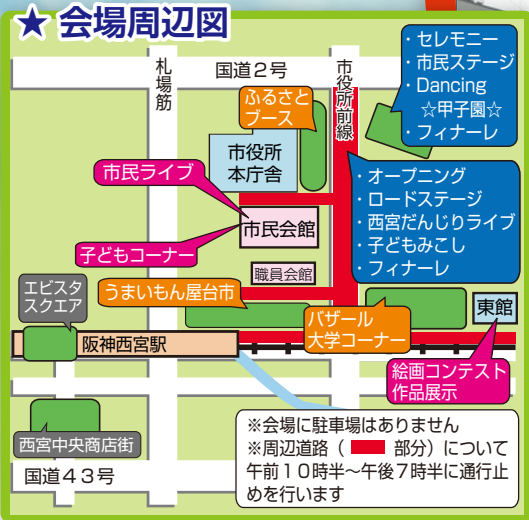 ★ 会場周辺図
札場筋
国道2号
市役所前線
・セレモニー
・市民ステージ
・Dancing
☆甲子園☆
・フィナーレ
ふるさと
ブース
市役所
本庁舎
市民ライブ
・オープニング
・ロードステージ
・西宮だんじりライブ
・子どもみこし
・フィナーレ
市民会館
子どもコーナー
職員会館
エビスタ
スクエア
うまいもん屋台市
バザール
大学コーナー
東館
阪神西宮駅
絵画コンテスト
作品展示
西宮中央商店街
国道43号
※会場に駐車場はありません
※周辺道路( 部分)について
午前10時半~午後7時半に通行止
めを行います